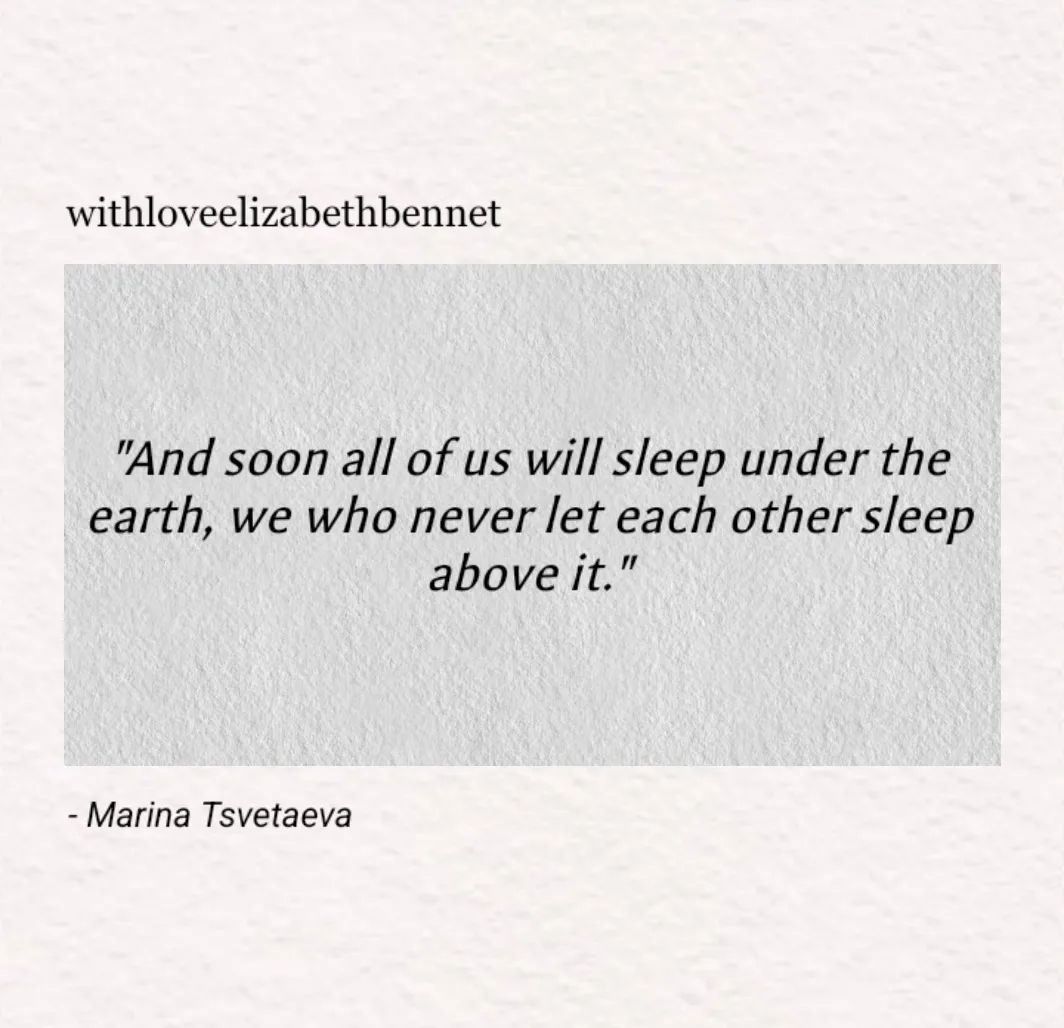 withloveelizabethbennet
"And soon all of us will sleep under the
earth, we who never let each other sleep
above it."
- Marina Tsvetaeva